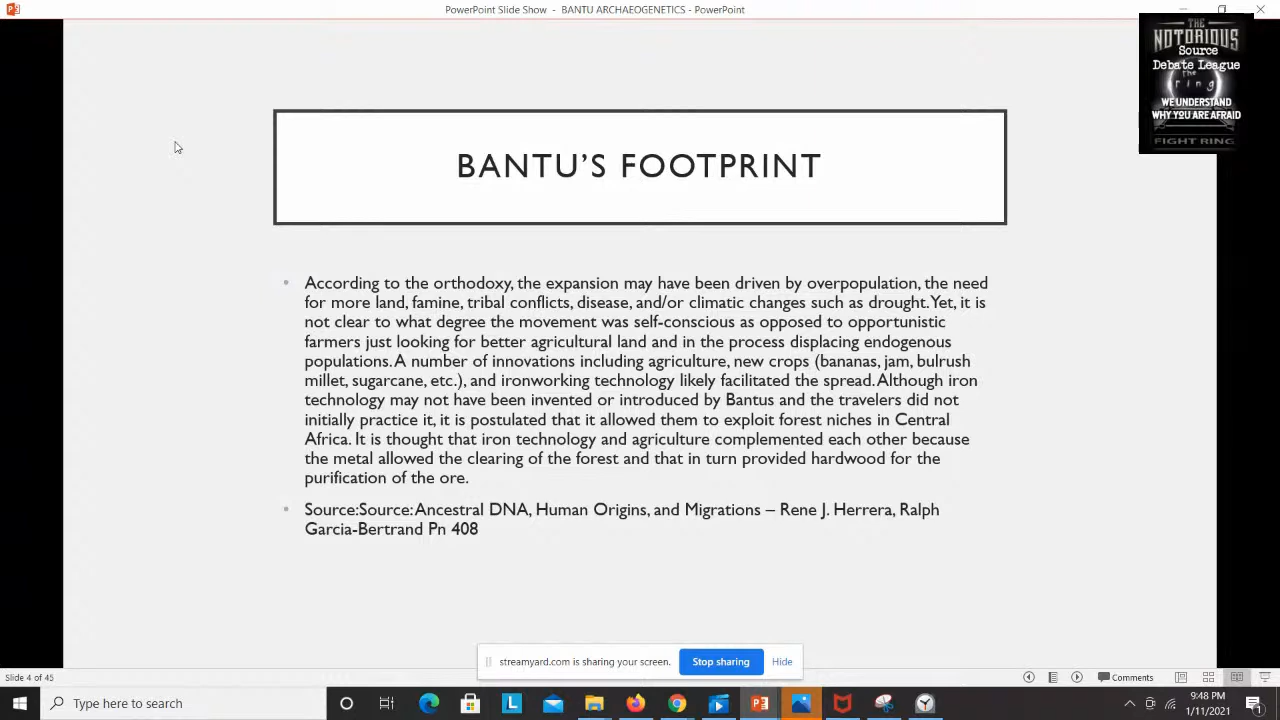 PowerPoint Slide Show - BANTU ARCHAEOGENETICS - PowerPoint
THE
NOTORIOUS
Source
Debate League
the
ring
WE UNDERSTAND
WHY YOU ARE AFRAID
FIGHT RING
BANTU'S FOOTPRINT
• According to the orthodoxy, the expansion may have been driven by overpopulation, the need
for more land, famine, tribal conflicts, disease, and/or climatic changes such as drought. Yet, it is
not clear to what degree the movement was self-conscious as opposed to opportunistic
farmers just looking for better agricultural land and in the process displacing endogenous
populations. A number of innovations including agriculture, new crops (bananas, jam, bulrush
millet, sugarcane, etc.), and ironworking technology likely facilitated the spread. Although iron
technology may not have been invented or introduced by Bantus and the travelers did not
initially practice it, it is postulated that it allowed them to exploit forest niches in Central
Africa. It is thought that iron technology and agriculture complemented each other because
the metal allowed the clearing of the forest and that in turn provided hardwood for the
purification of the ore.
• Source:Source: Ancestral DNA, Human Origins, and Migrations – Rene J. Herrera, Ralph
Garcia-Bertrand Pn 408
streamyard.com is sharing your screen. Stop sharing Hide
Slide 4 of 45
Comments
Type here to search
9:48 PM
1/11/2021